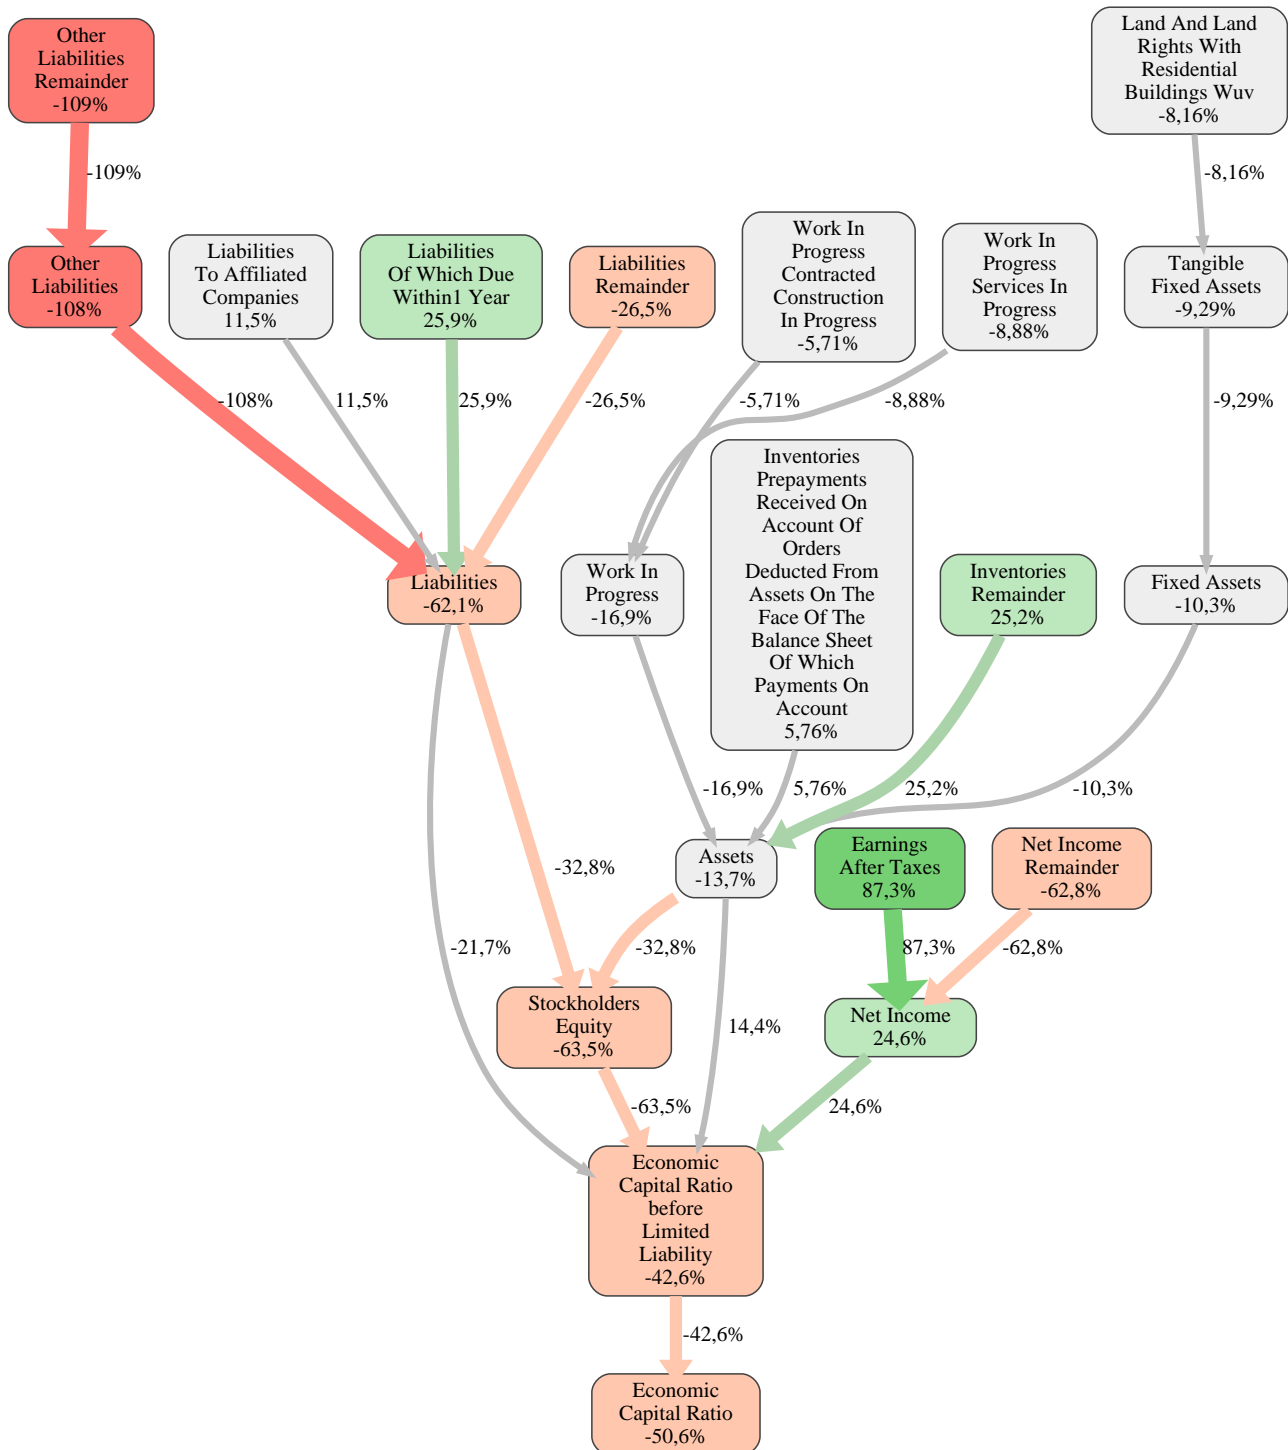 Other
Liabilities
Remainder
-109%
Land And Land
Rights With
Residential
Buildings Wuv
-8,16%
-109%
-8,16%
Other
Liabilities
-108%
Liabilities
To Affiliated
Companies
11,5%
Liabilities
Of Which Due
Within1 Year
25,9%
Liabilities
Remainder
-26,5%
Work In
Progress
Contracted
Construction
In Progress
-5,71%
Work In
Progress
Services In
Progress
-8,88%
Tangible
Fixed Assets
-9,29%
-108%
11,5%
25,9%
-26,5%
-5,71%
-8,88%
-9,29%
Inventories
Prepayments
Received On
Account Of
Orders
Deducted From
Assets On The
Face Of The
Balance Sheet
Of Which
Payments On
Account
5,76%
Liabilities
-62,1%
Work In
Progress
-16,9%
Inventories
Remainder
25,2%
Fixed Assets
-10,3%
-16,9%
5,76%
25,2%
-10,3%
Assets
-13,7%
Earnings
After Taxes
87,3%
Net Income
Remainder
-62,8%
-32,8%
-21,7%
-32,8%
87,3%
-62,8%
Stockholders
Equity
-63,5%
14,4%
Net Income
24,6%
-63,5%
24,6%
Economic
Capital Ratio
before
Limited
Liability
-42,6%
-42,6%
Economic
Capital Ratio
-50,6%